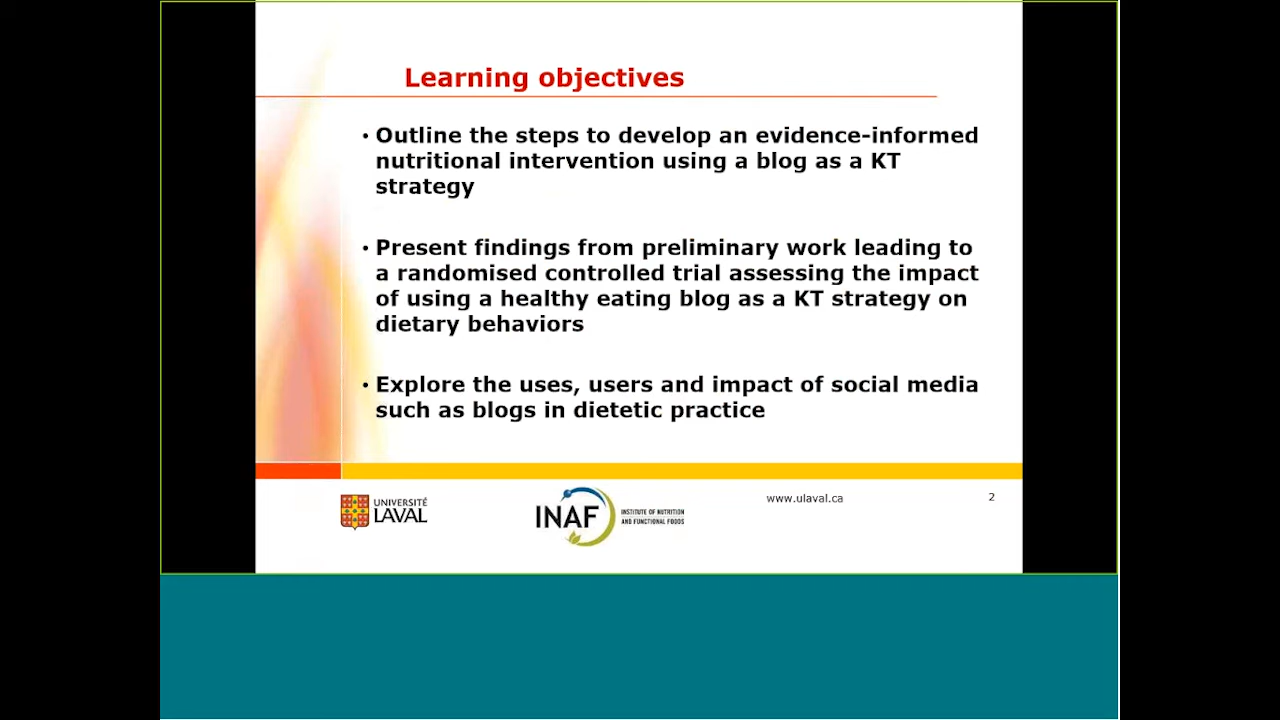 Learning objectives
• Outline the steps to develop an evidence-informed
nutritional intervention using a blog as a KT
strategy
• Present findings from preliminary work leading to
a randomised controlled trial assessing the impact
of using a healthy eating blog as a KT strategy on
dietary behaviors
• Explore the uses, users and impact of social media
such as blogs in dietetic practice
UNIVERSITÉ
LAVAL
INAF
INSTITUTE OF NUTRITION
AND FUNCTIONAL FOODS
www.ulaval.ca
2